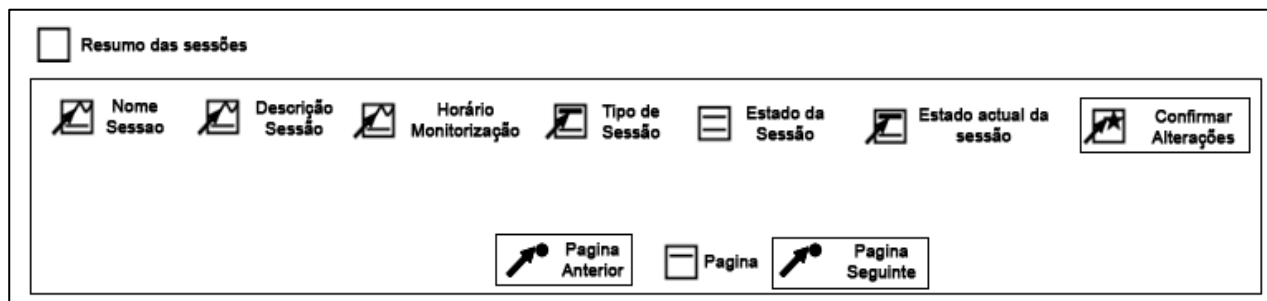 Resumo das sessões
Nome
Sessao
Descrição
Sessão
Horário
Monitorização
Tipo de
Sessão
Estado da
Sessão
Estado actual da
sessão
Confirmar
Alterações
Pagina
Anterior
Pagina
Pagina
Seguinte